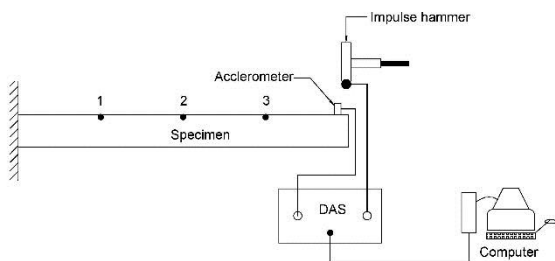 Impulse hammer
Acclerometer
1 2 3
Specimen
DAS
Computer